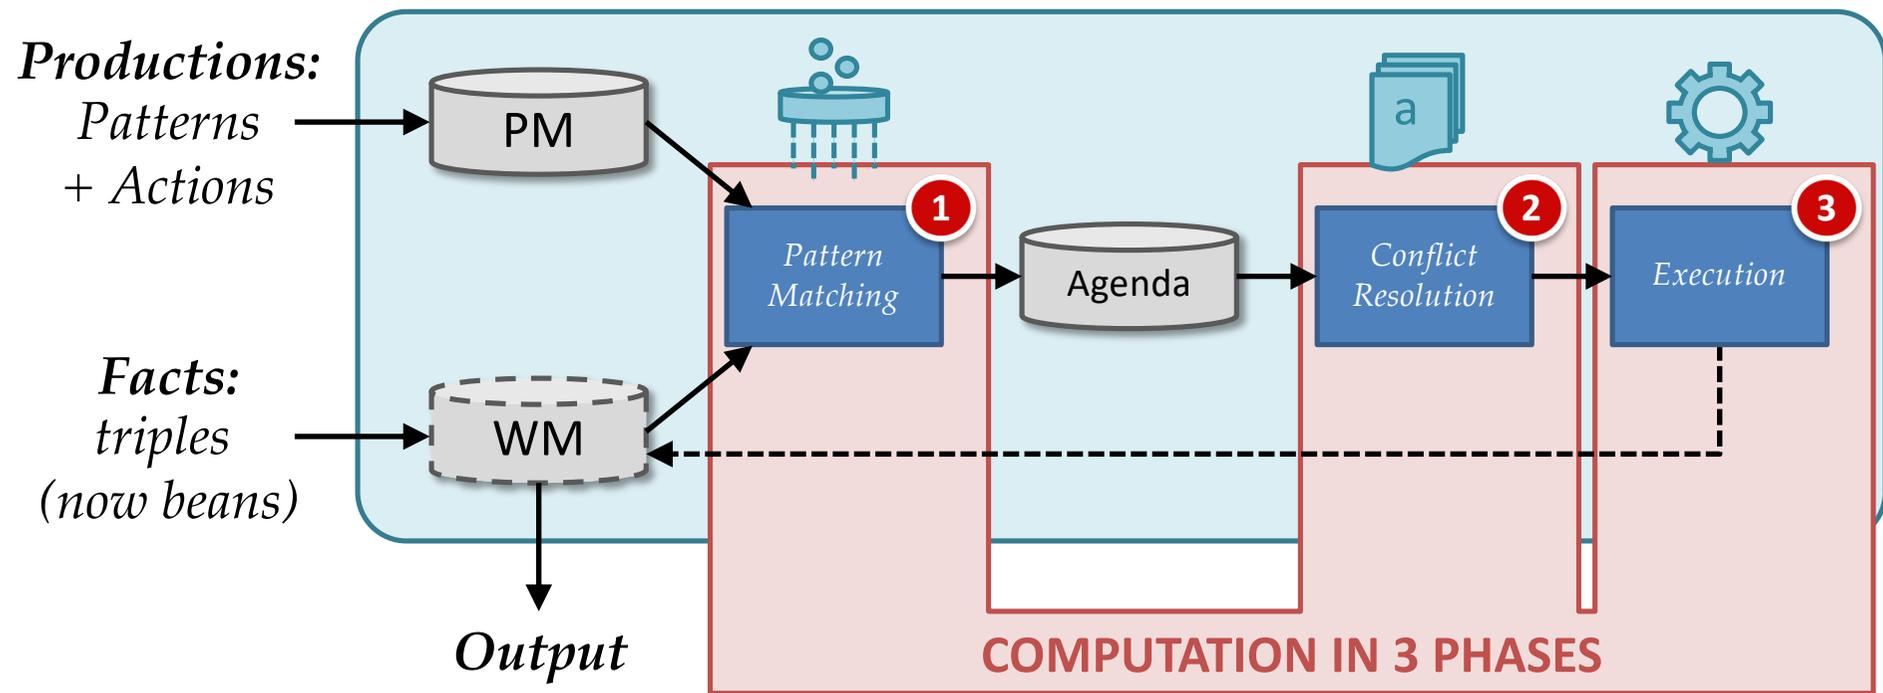 Productions:
Patterns
+ Actions
PM
a
1
Pattern
Matching
Agenda
2
Conflict
Resolution
3
Execution
Facts:
triples
(now beans)
WM
Output
COMPUTATION IN 3 PHASES